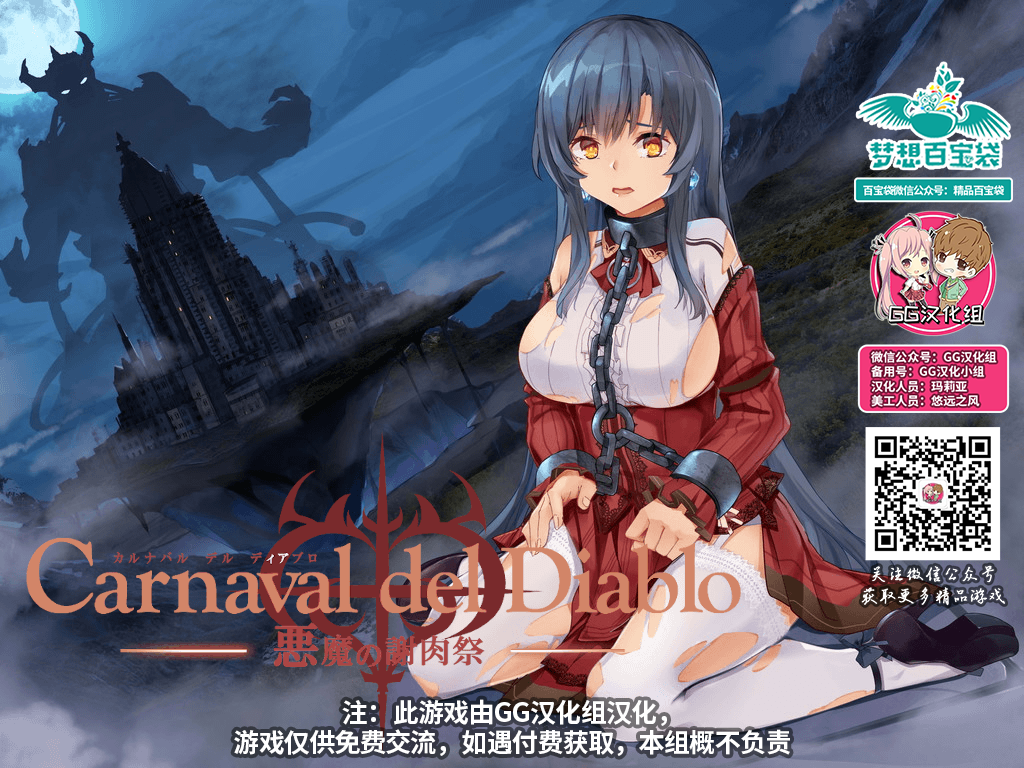 梦想百宝袋
百宝袋微信公众号：精品百宝袋
GG汉化组
微信公众号：GG汉化组
备用号：GG汉化小组
汉化人员：玛莉亚
美工人员：悠远之风
关注微信公众号
获取更多精品游戏
カルナバル デル ディアブロ
Carnaval del Diablo
悪魔の謝肉祭
注：此游戏由GG汉化组汉化，
游戏仅供免费交流，如遇付费获取，本组概不负责